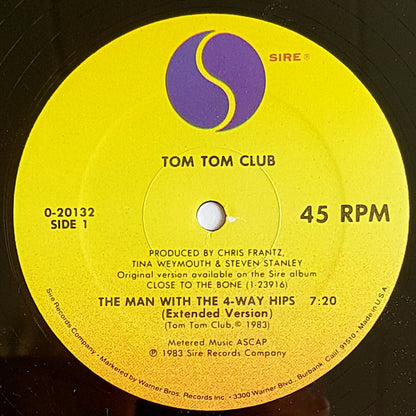 SIRE ®
TOM TOM CLUB
0-20132
SIDE 1
45 RPM
PRODUCED BY CHRIS FRANTZ,
TINA WEYMOUTH & STEVEN STANLEY
Original version available on the Sire album
CLOSE TO THE BONE (1-23916)
THE MAN WITH THE 4-WAY HIPS 7:20
(Extended Version)
(Tom Tom Club, © 1983)
Metered Music ASCAP
℗ 1983 Sire Records Company
Sire Records Company, Marketed by Warner Bros. Records Inc. • 3300 Warner Blvd., Burbank, Calif. 91510 • Made in U.S.A.